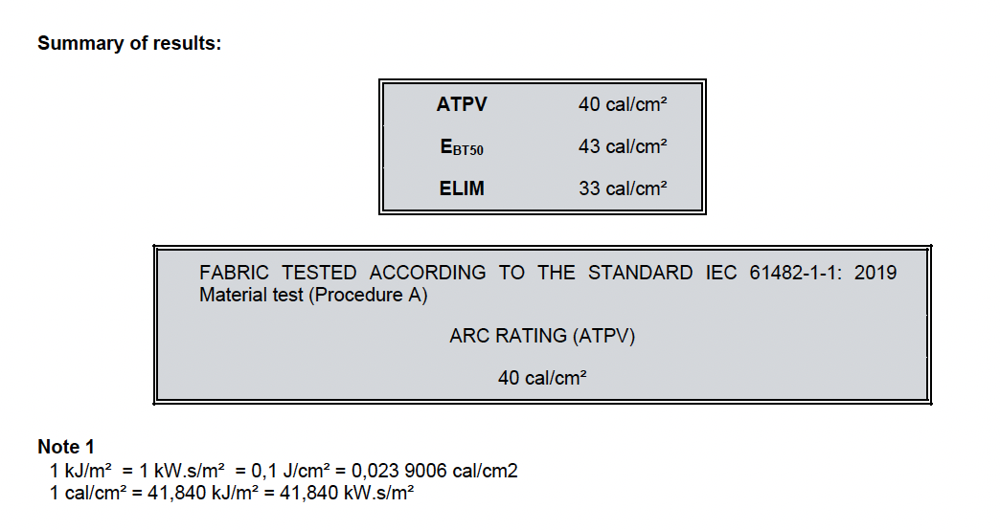 Summary of results:
ATPV 40 cal/cm²
EBT50 43 cal/cm²
ELIM 33 cal/cm²
FABRIC TESTED ACCORDING TO THE STANDARD IEC 61482-1-1: 2019
Material test (Procedure A)
ARC RATING (ATPV)
40 cal/cm²
Note 1
1 kJ/m² = 1 kW.s/m² = 0,1 J/cm² = 0,023 9006 cal/cm2
1 cal/cm² = 41,840 kJ/m² = 41,840 kW.s/m²